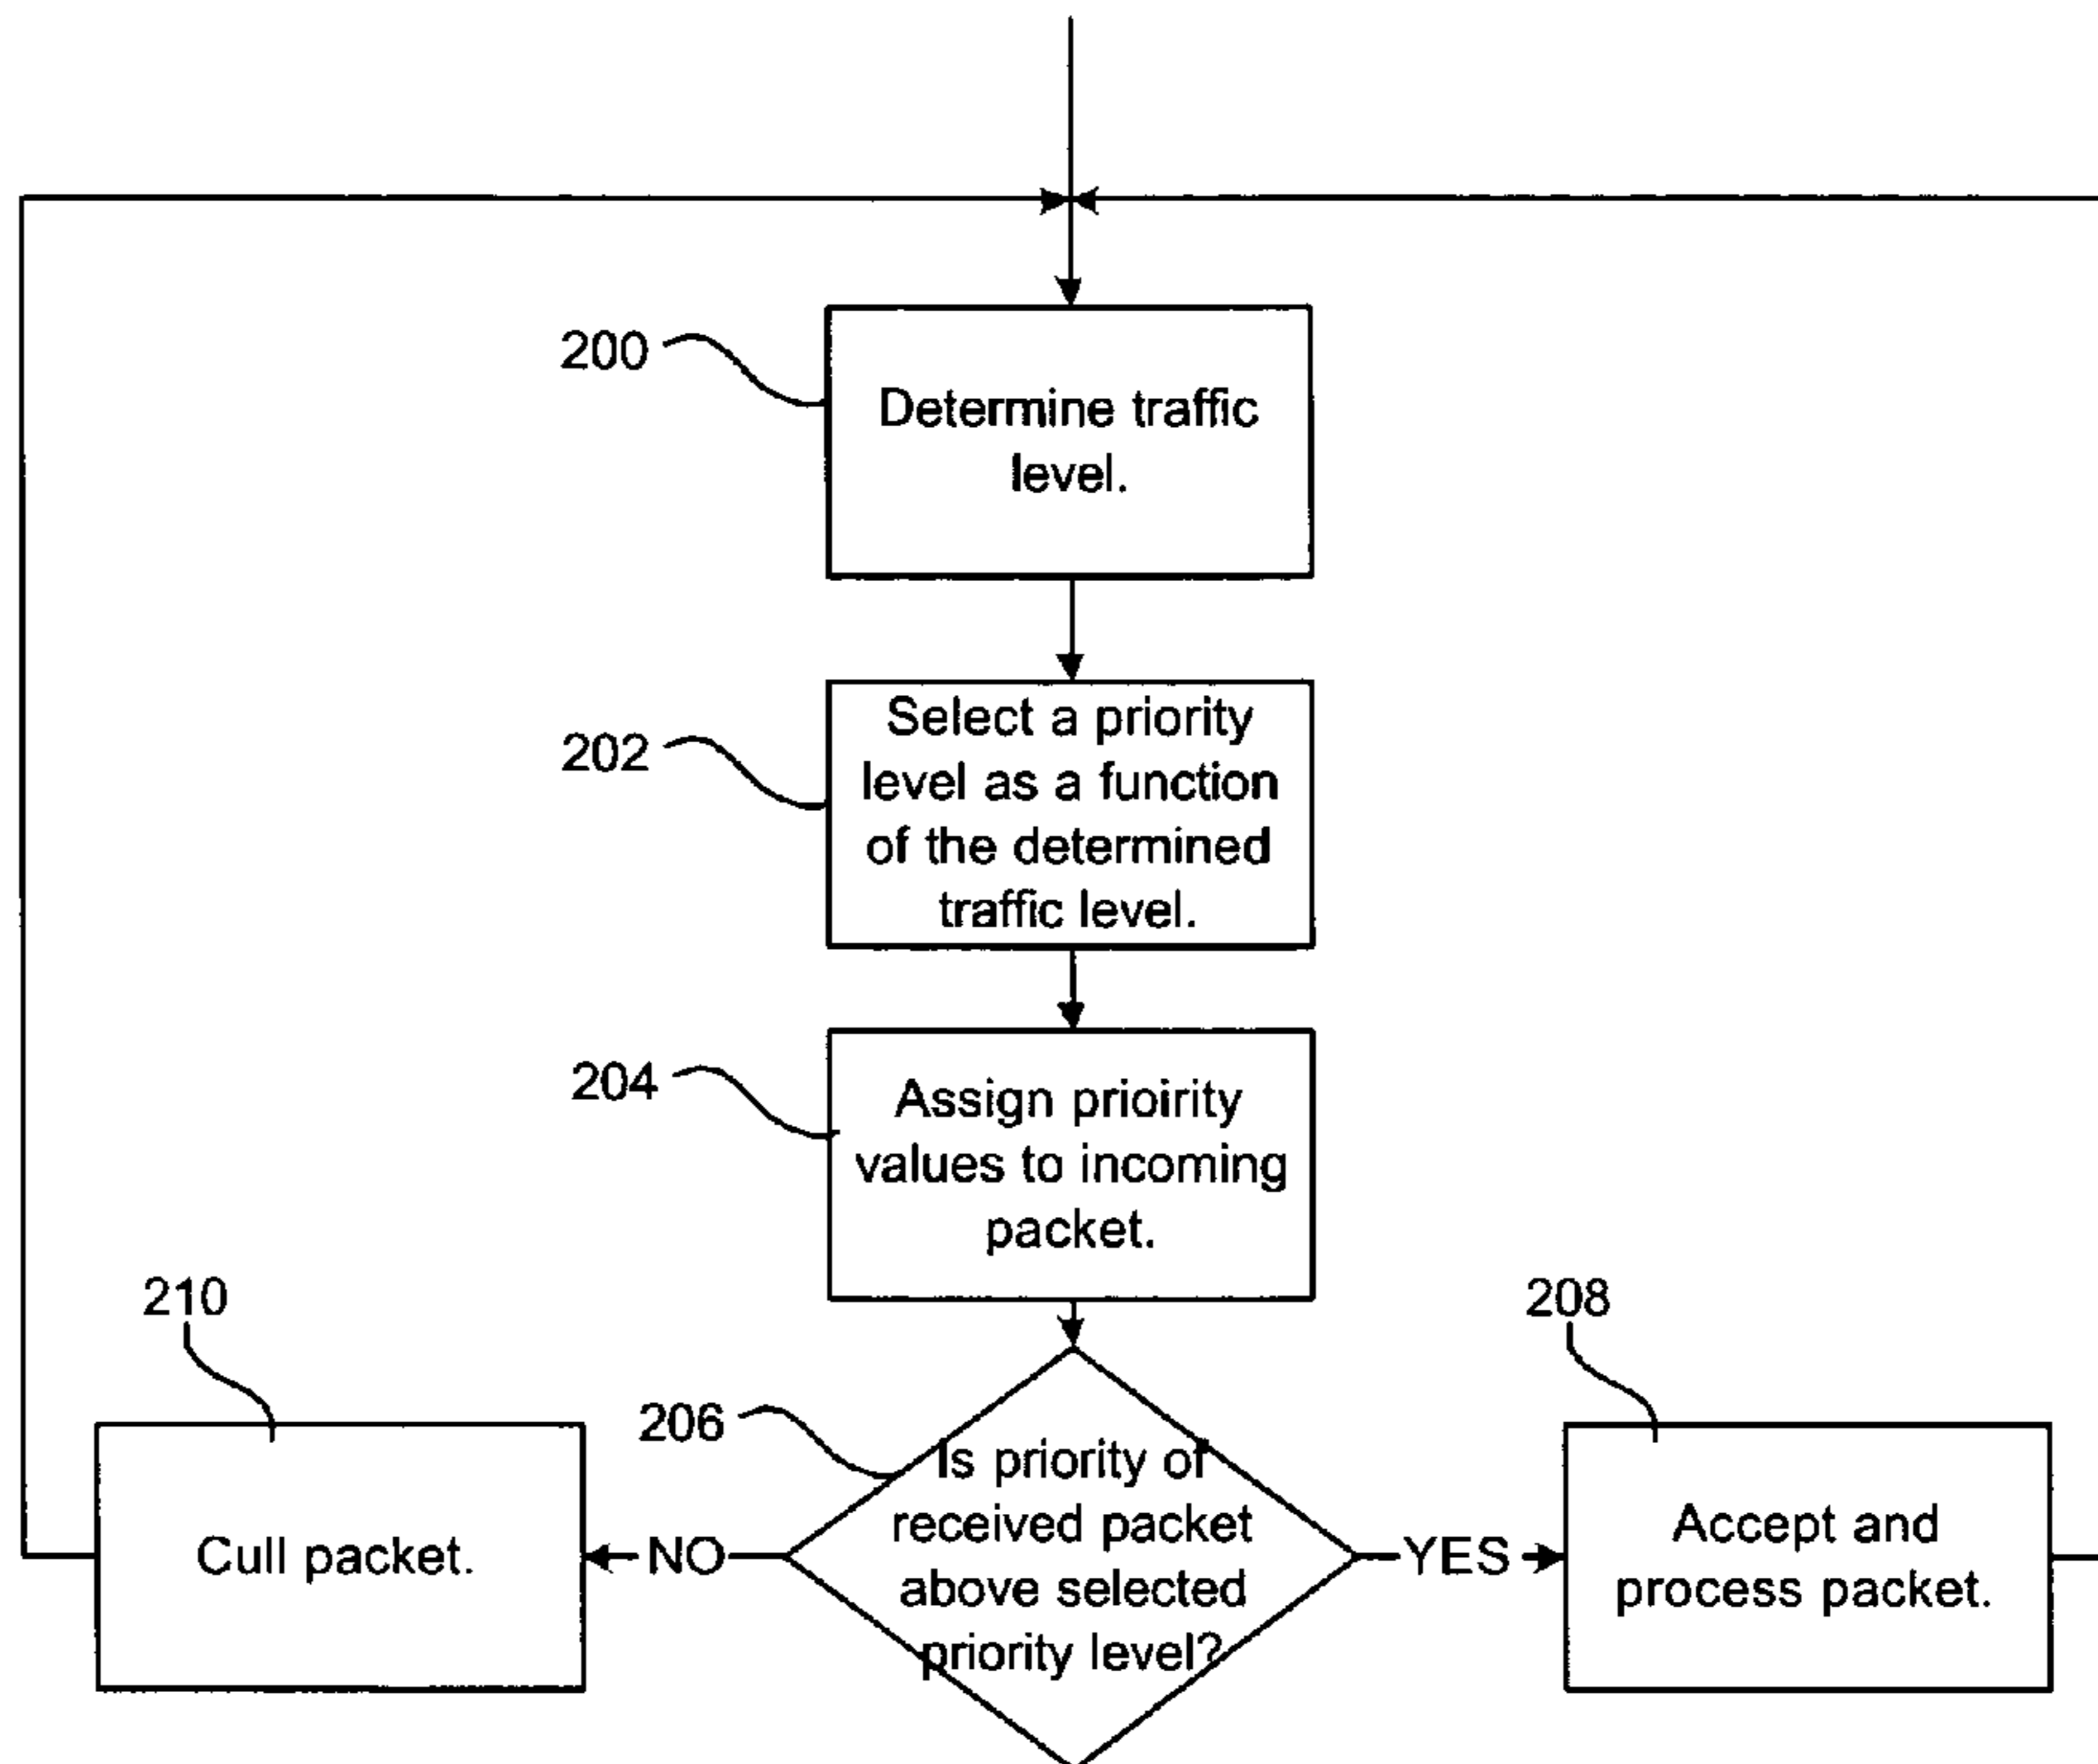 200
Determine traffic
level.
202
Select a priority
level as a function
of the determined
traffic level.
204
Assign prioirity
values to incoming
packet.
210
208
206
Is priority of
received packet
above selected
priority level?
NO
YES
Cull packet.
Accept and
process packet.